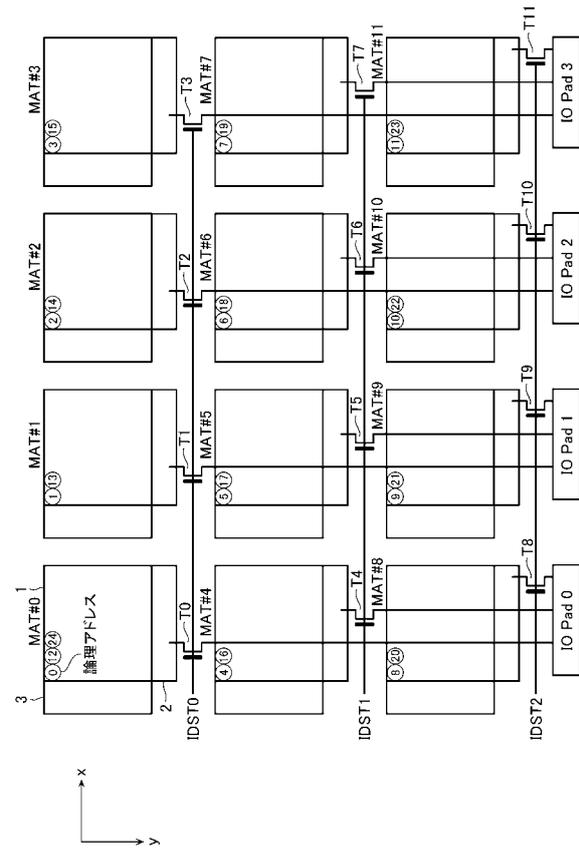 MAT#0 1
3 0 12 24
論理アドレス
2
MAT#1
1 13
MAT#2
2 14
MAT#3
3 15
IDST0
T0
T1
T2
T3
MAT#4
4 16
MAT#5
5 17
MAT#6
6 18
MAT#7
7 19
IDST1
T4
T5
T6
T7
MAT#8
8 20
MAT#9
9 21
MAT#10
10 22
MAT#11
11 23
IDST2
T8
T9
T10
T11
IO Pad 0
IO Pad 1
IO Pad 2
IO Pad 3
x
y